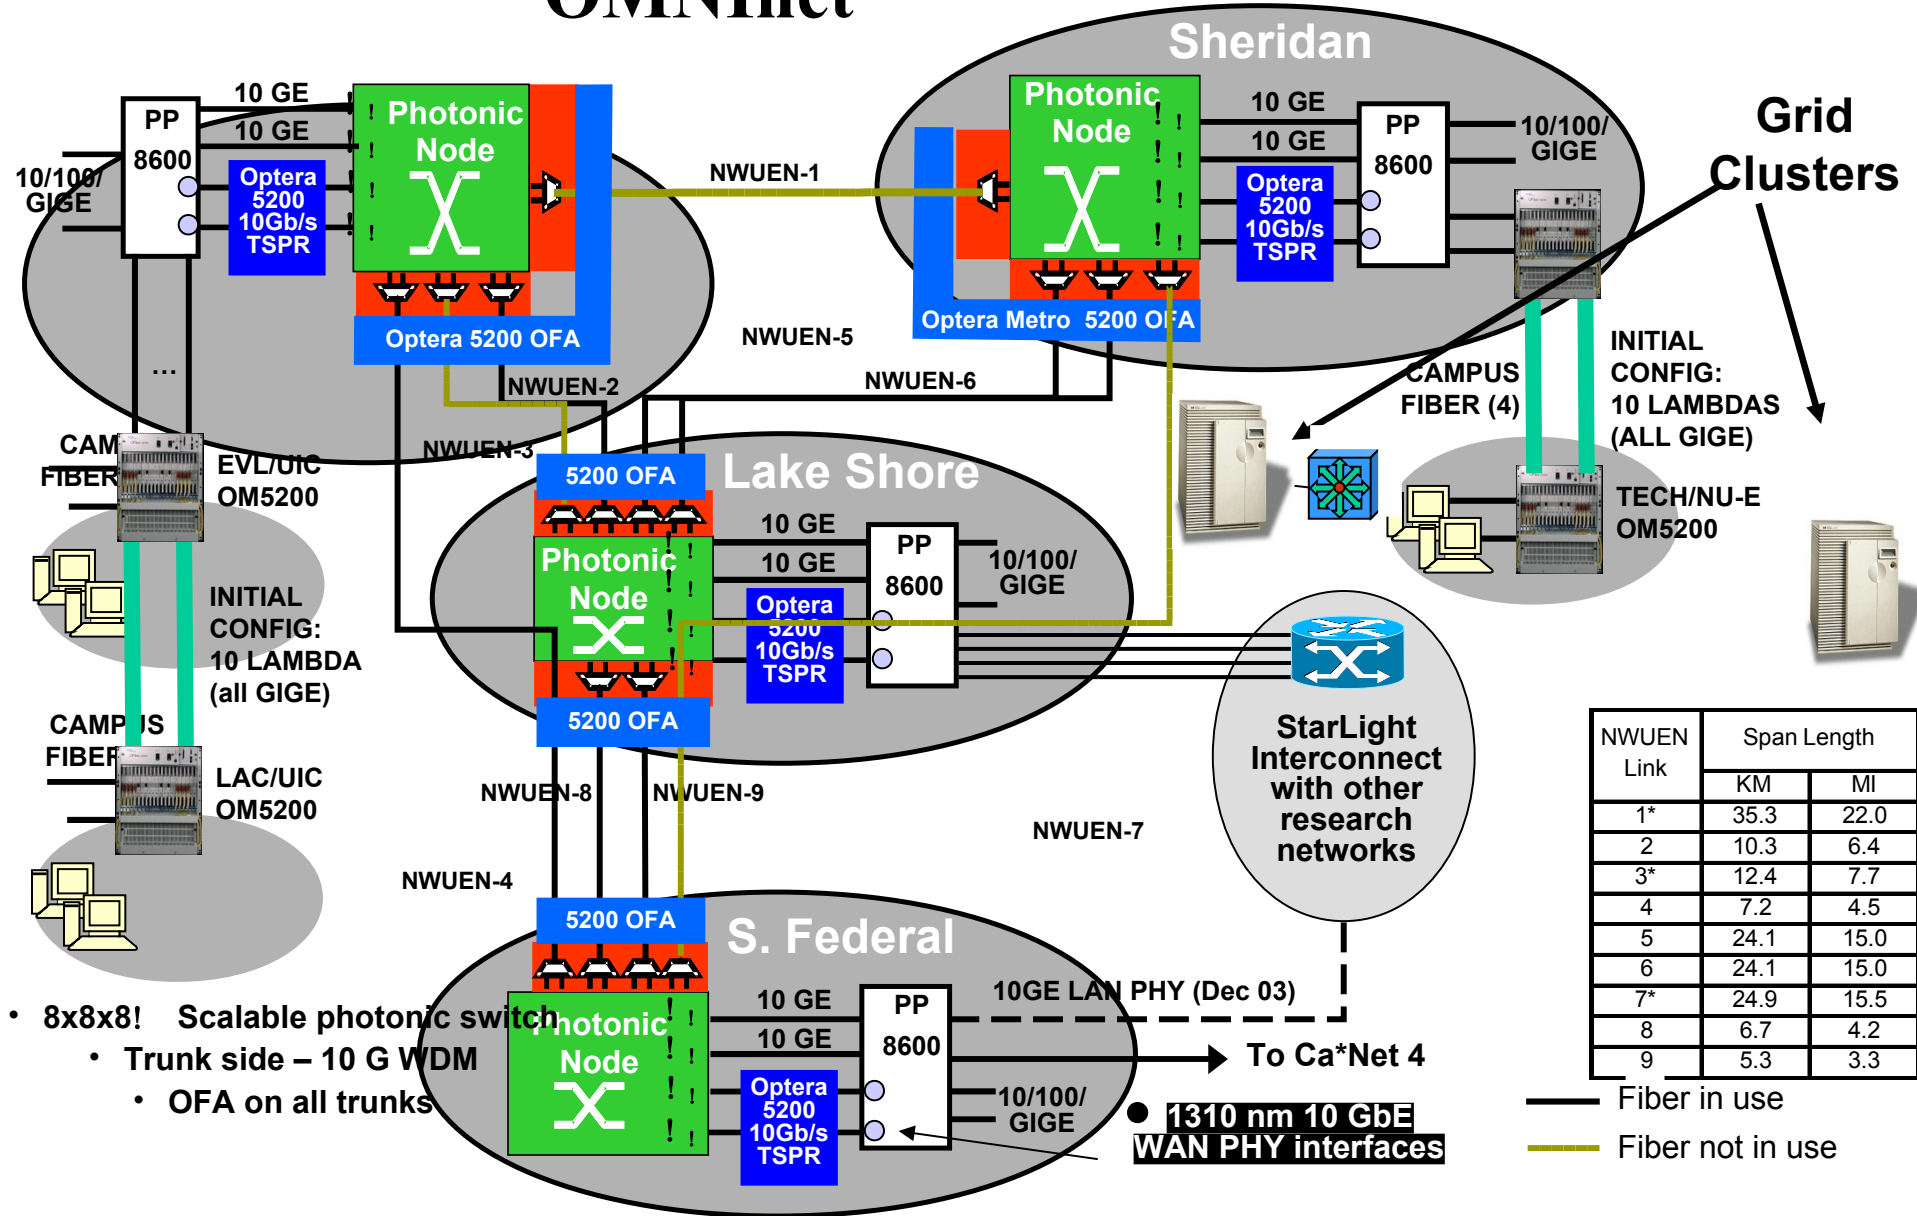 OMNInet
Sheridan
10 GE
10 GE
PP
8600
10/100/
GIGE
Optera
5200
10Gb/s
TSPR
Photonic
Node
Optera 5200 OFA
NWUEN-1
Photonic
Node
10 GE
10 GE
Optera
5200
10Gb/s
TSPR
PP
8600
10/100/
GIGE
Optera Metro 5200 OFA
Grid
Clusters
...
NWUEN-5
NWUEN-2
NWUEN-6
NWUEN-3
CAMPUS
FIBER (4)
INITIAL
CONFIG:
10 LAMBDAS
(ALL GIGE)
CAM
FIBER
EVL/UIC
OM5200
5200 OFA
Lake Shore
Photonic
Node
10 GE
10 GE
Optera
5200
10Gb/s
TSPR
PP
8600
10/100/
GIGE
TECH/NU-E
OM5200
INITIAL
CONFIG:
10 LAMBDA
(all GIGE)
5200 OFA
CAMPUS
FIBER
LAC/UIC
OM5200
NWUEN-8
NWUEN-9
NWUEN-7
NWUEN-4
StarLight
Interconnect
with other
research
networks
NWUEN Link Span Length
KM MI
1* 35.3 22.0
2 10.3 6.4
3* 12.4 7.7
4 7.2 4.5
5 24.1 15.0
6 24.1 15.0
7* 24.9 15.5
8 6.7 4.2
9 5.3 3.3
Fiber in use
Fiber not in use
5200 OFA
S. Federal
Photonic
Node
10 GE
10 GE
Optera
5200
10Gb/s
TSPR
PP
8600
10GE LAN PHY (Dec 03)
To Ca*Net 4
10/100/
GIGE
● 1310 nm 10 GbE
WAN PHY interfaces
• 8x8x8! Scalable photonic switch
• Trunk side – 10 G WDM
• OFA on all trunks